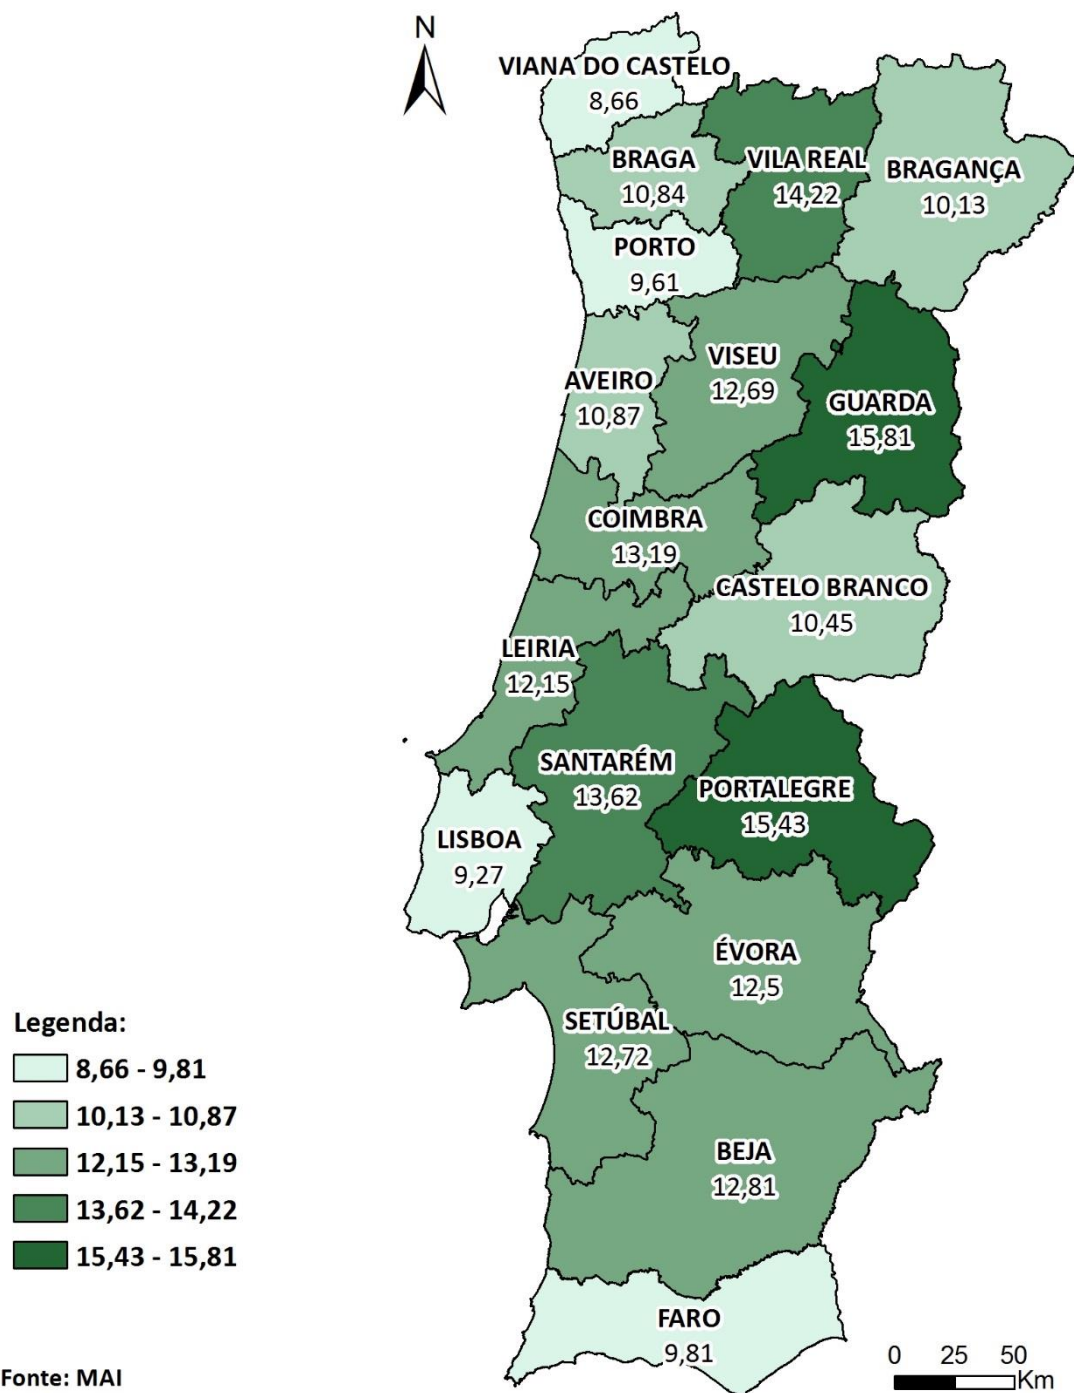 N
VIANA DO CASTELO
8,66
BRAGA
10,84
VILA REAL
14,22
BRAGANÇA
10,13
PORTO
9,61
VISEU
12,69
AVEIRO
10,87
GUARDA
15,81
COIMBRA
13,19
CASTELO BRANCO
10,45
LEIRIA
12,15
SANTARÉM
13,62
PORTALEGRE
15,43
LISBOA
9,27
ÉVORA
12,5
SETÚBAL
12,72
BEJA
12,81
FARO
9,81
Legenda:
8,66 - 9,81
10,13 - 10,87
12,15 - 13,19
13,62 - 14,22
15,43 - 15,81
Fonte: MAI
0 25 50
Km